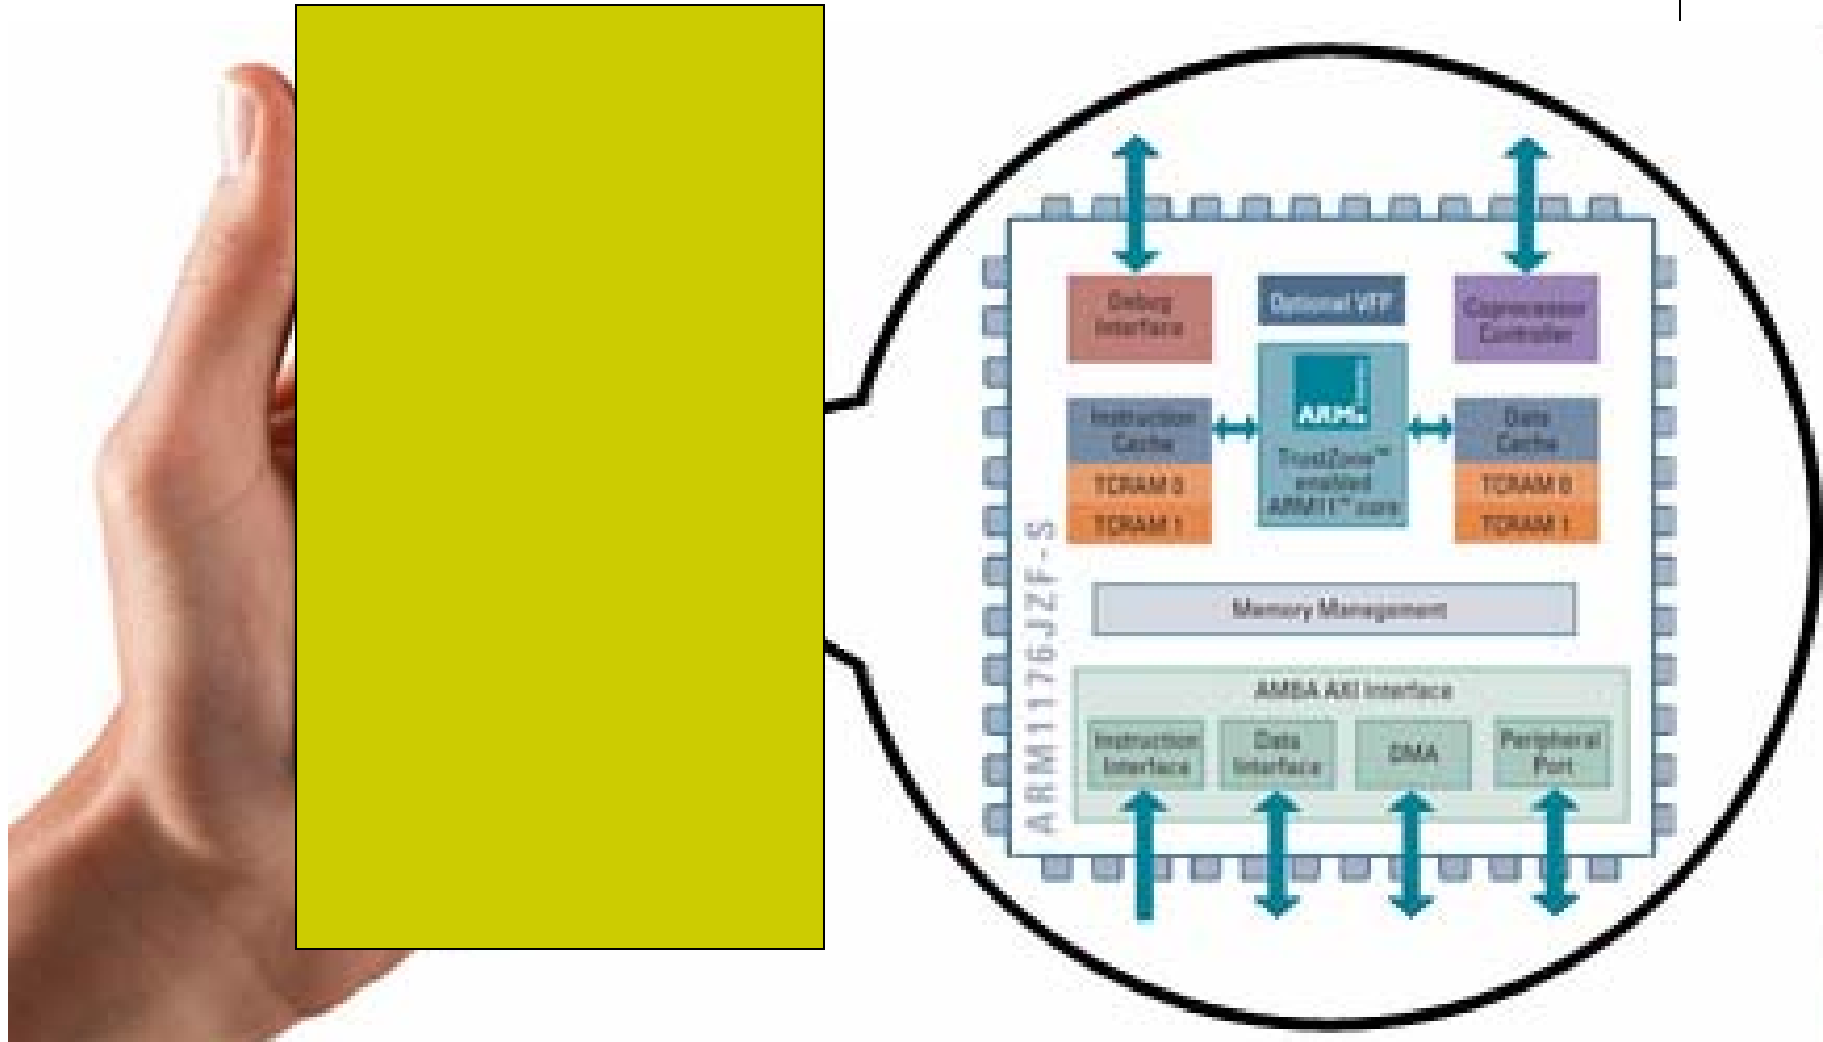 Debug
Interface
Optional VFP
Coprocessor
Controller
Instruction
Cache
TCRAM 0
TCRAM 1
ARM
TrustZone™
enabled
ARM11™ core
Data
Cache
TCRAM 0
TCRAM 1
ARM1176JZF-S
Memory Management
AMBA AXI Interface
Instruction
Interface
Data
Interface
DMA
Peripheral
Port